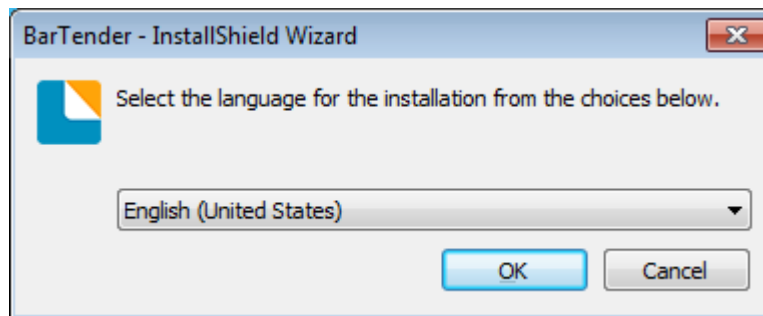 BarTender - InstallShield Wizard
Select the language for the installation from the choices below.
English (United States)
OK
Cancel